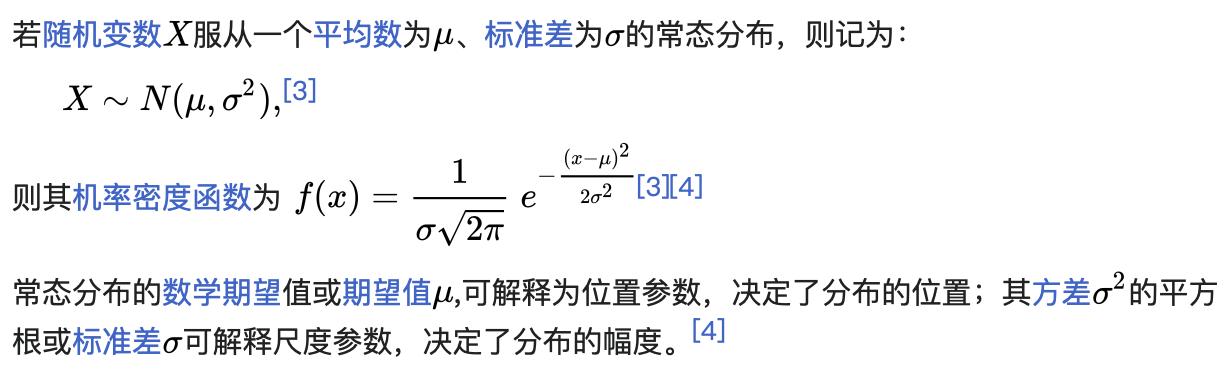 若随机变数X服从一个平均数为μ、标准差为σ的常态分布，则记为：
X ∼ N(μ, σ²),[3]
则其机率密度函数为 f(x) = \frac{1}{σ\sqrt{2π}} e^{-\frac{(x-μ)^2}{2σ^2}}[3][4]
常态分布的数学期望值或期望值μ,可解释为位置参数，决定了分布的位置；其方差σ²的平方
根或标准差σ可解释尺度参数，决定了分布的幅度。[4]